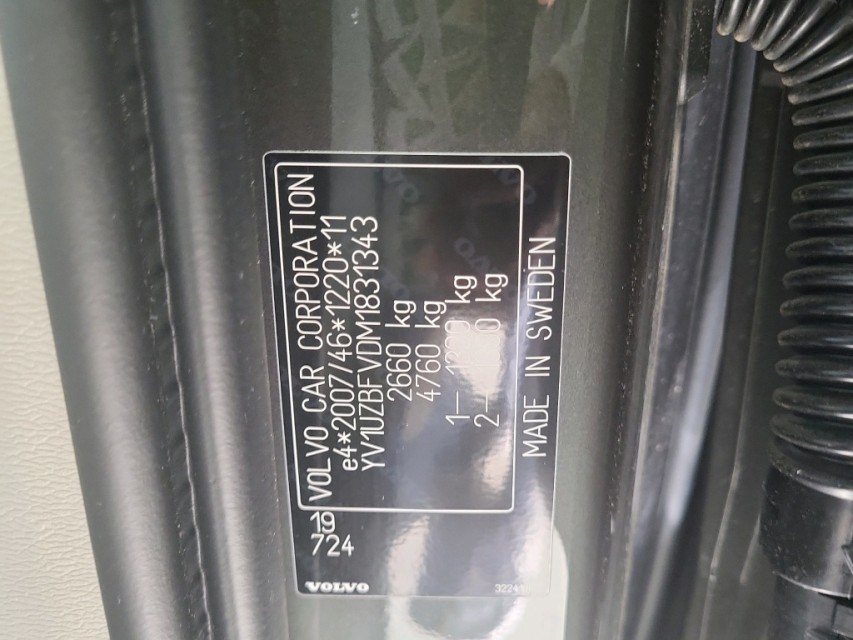 VOLVO CAR CORPORATION
e4*2007/46*1220*11
YV1UZBFVDM1831343
2660 kg
4760 kg
1– kg
2– kg
MADE IN SWEDEN
19
724
VOLVO